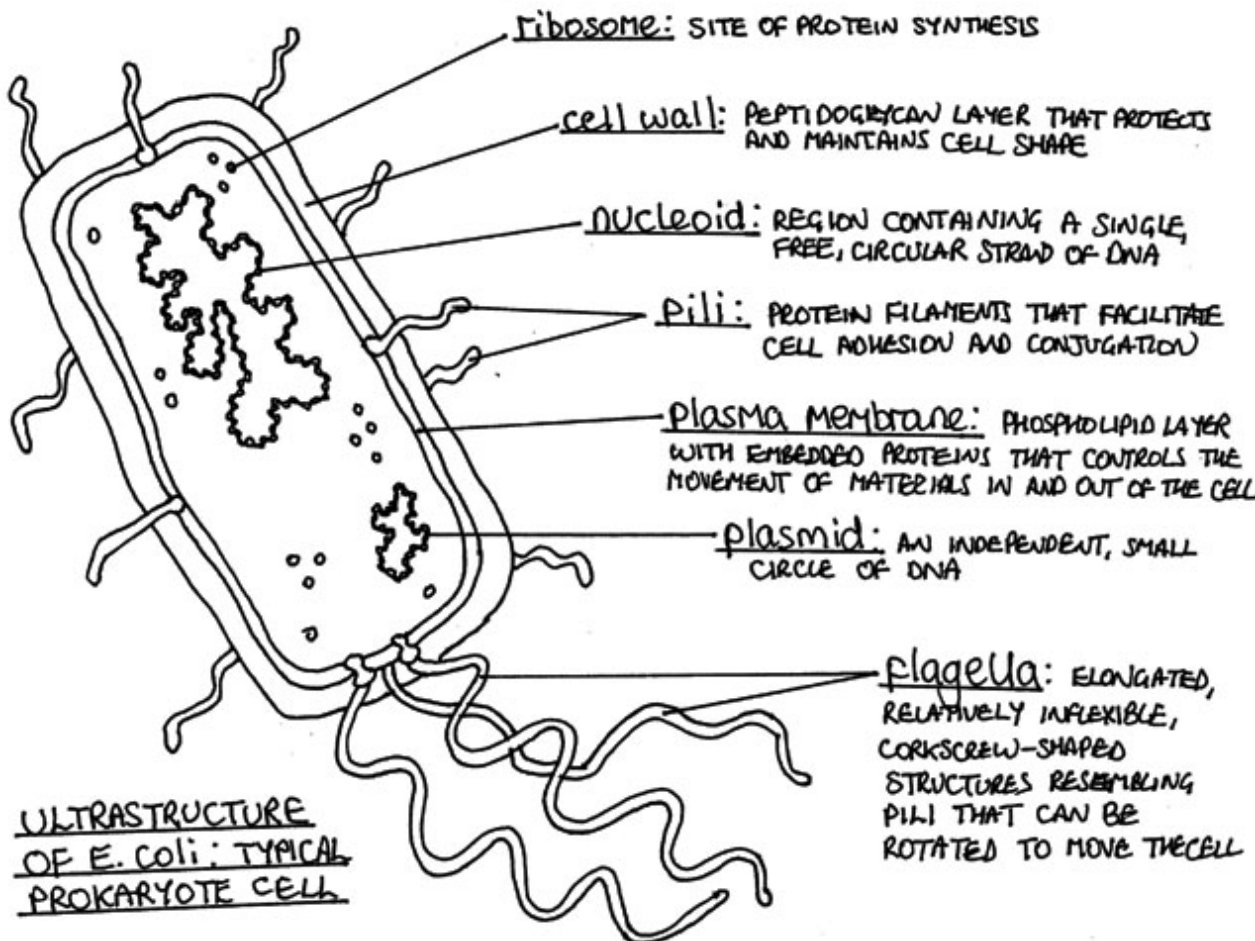 ribosome: SITE OF PROTEIN SYNTHESIS
cell wall: PEPTIDOGLYCAN LAYER THAT PROTECTS
AND MAINTAINS CELL SHAPE
nucleoid: REGION CONTAINING A SINGLE,
FREE, CIRCULAR STRAND OF DNA
pili: PROTEIN FILAMENTS THAT FACILITATE
CELL ADHESION AND CONJUGATION
plasma membrane: PHOSPHOLIPID LAYER
WITH EMBEDDED PROTEINS THAT CONTROLS THE
MOVEMENT OF MATERIALS IN AND OUT OF THE CELL
plasmid: AN INDEPENDENT, SMALL
CIRCLE OF DNA
flagella: ELONGATED,
RELATIVELY INFLEXIBLE,
CORKSCREW-SHAPED
STRUCTURES RESEMBLING
PILI THAT CAN BE
ROTATED TO MOVE THE CELL
ULTRASTRUCTURE
OF E. Coli: TYPICAL
PROKARYOTE CELL